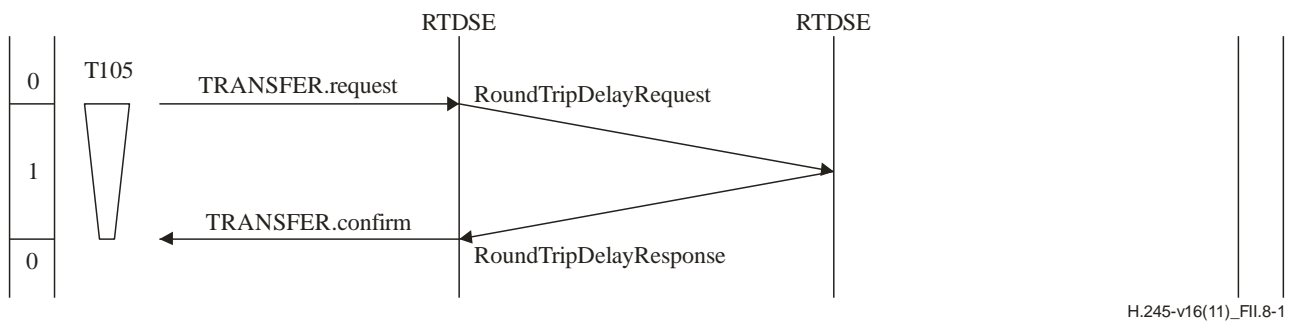 RTDSE RTDSE
0 T105
TRANSFER.request RoundTripDelayRequest
1
TRANSFER.confirm
0 RoundTripDelayResponse
H.245-v16(11)_FII.8-1